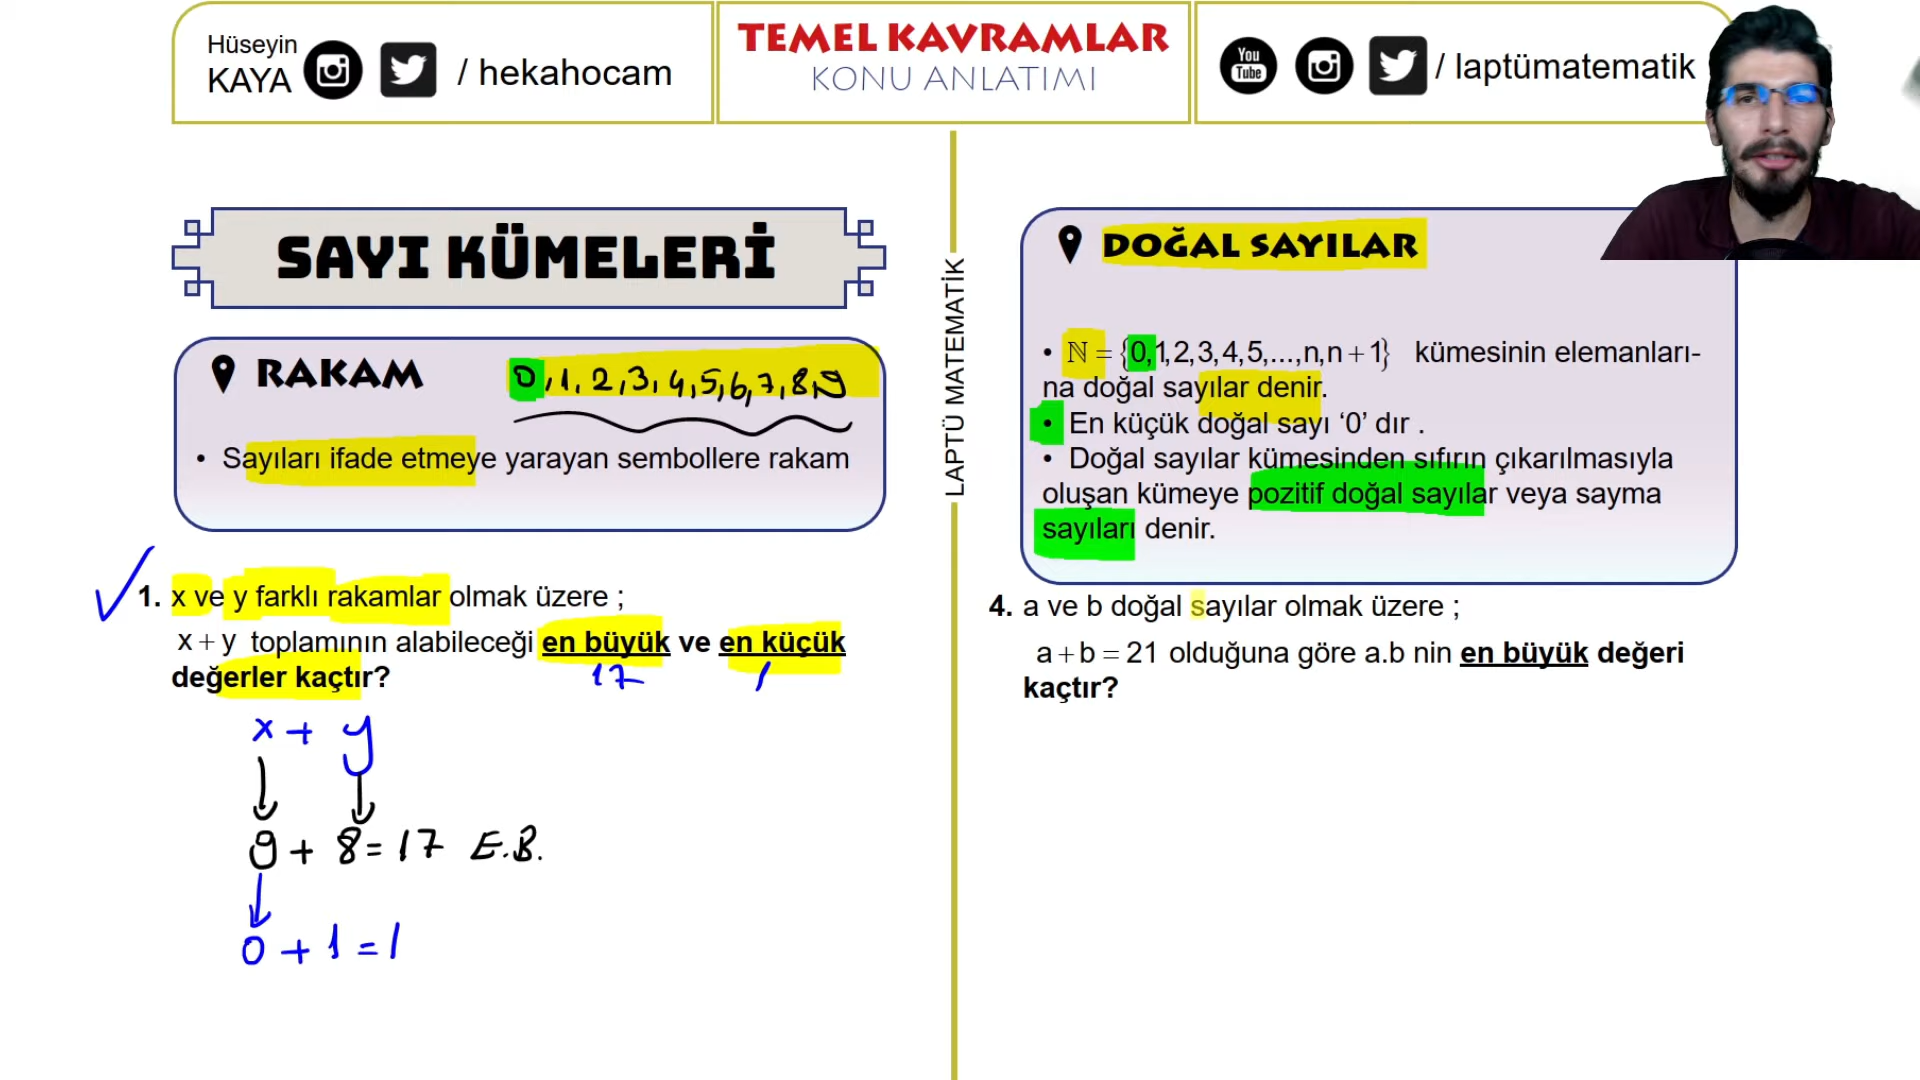 Hüseyin
KAYA
/ hekahocam
TEMEL KAVRAMLAR
KONU ANLATIMI
You
Tube
/ laptümatematik
SAYI KÜMELERİ
RAKAM 0, 1, 2, 3, 4, 5, 6, 7, 8, 9
• Sayıları ifade etmeye yarayan sembollere rakam
1. x ve y farklı rakamlar olmak üzere ;
x + y toplamının alabileceği en büyük ve en küçük
değerler kaçtır?
17 1
x + y
9 + 8 = 17 E.B.
0 + 1 = 1
LAPTÜ MATEMATİK
DOĞAL SAYILAR
• ℕ = {0,1,2,3,4,5,...,n,n + 1} kümesinin elemanları-
na doğal sayılar denir.
• En küçük doğal sayı ‘0’ dır .
• Doğal sayılar kümesinden sıfırın çıkarılmasıyla
oluşan kümeye pozitif doğal sayılar veya sayma
sayıları denir.
4. a ve b doğal sayılar olmak üzere ;
a + b = 21 olduğuna göre a.b nin en büyük değeri
kaçtır?